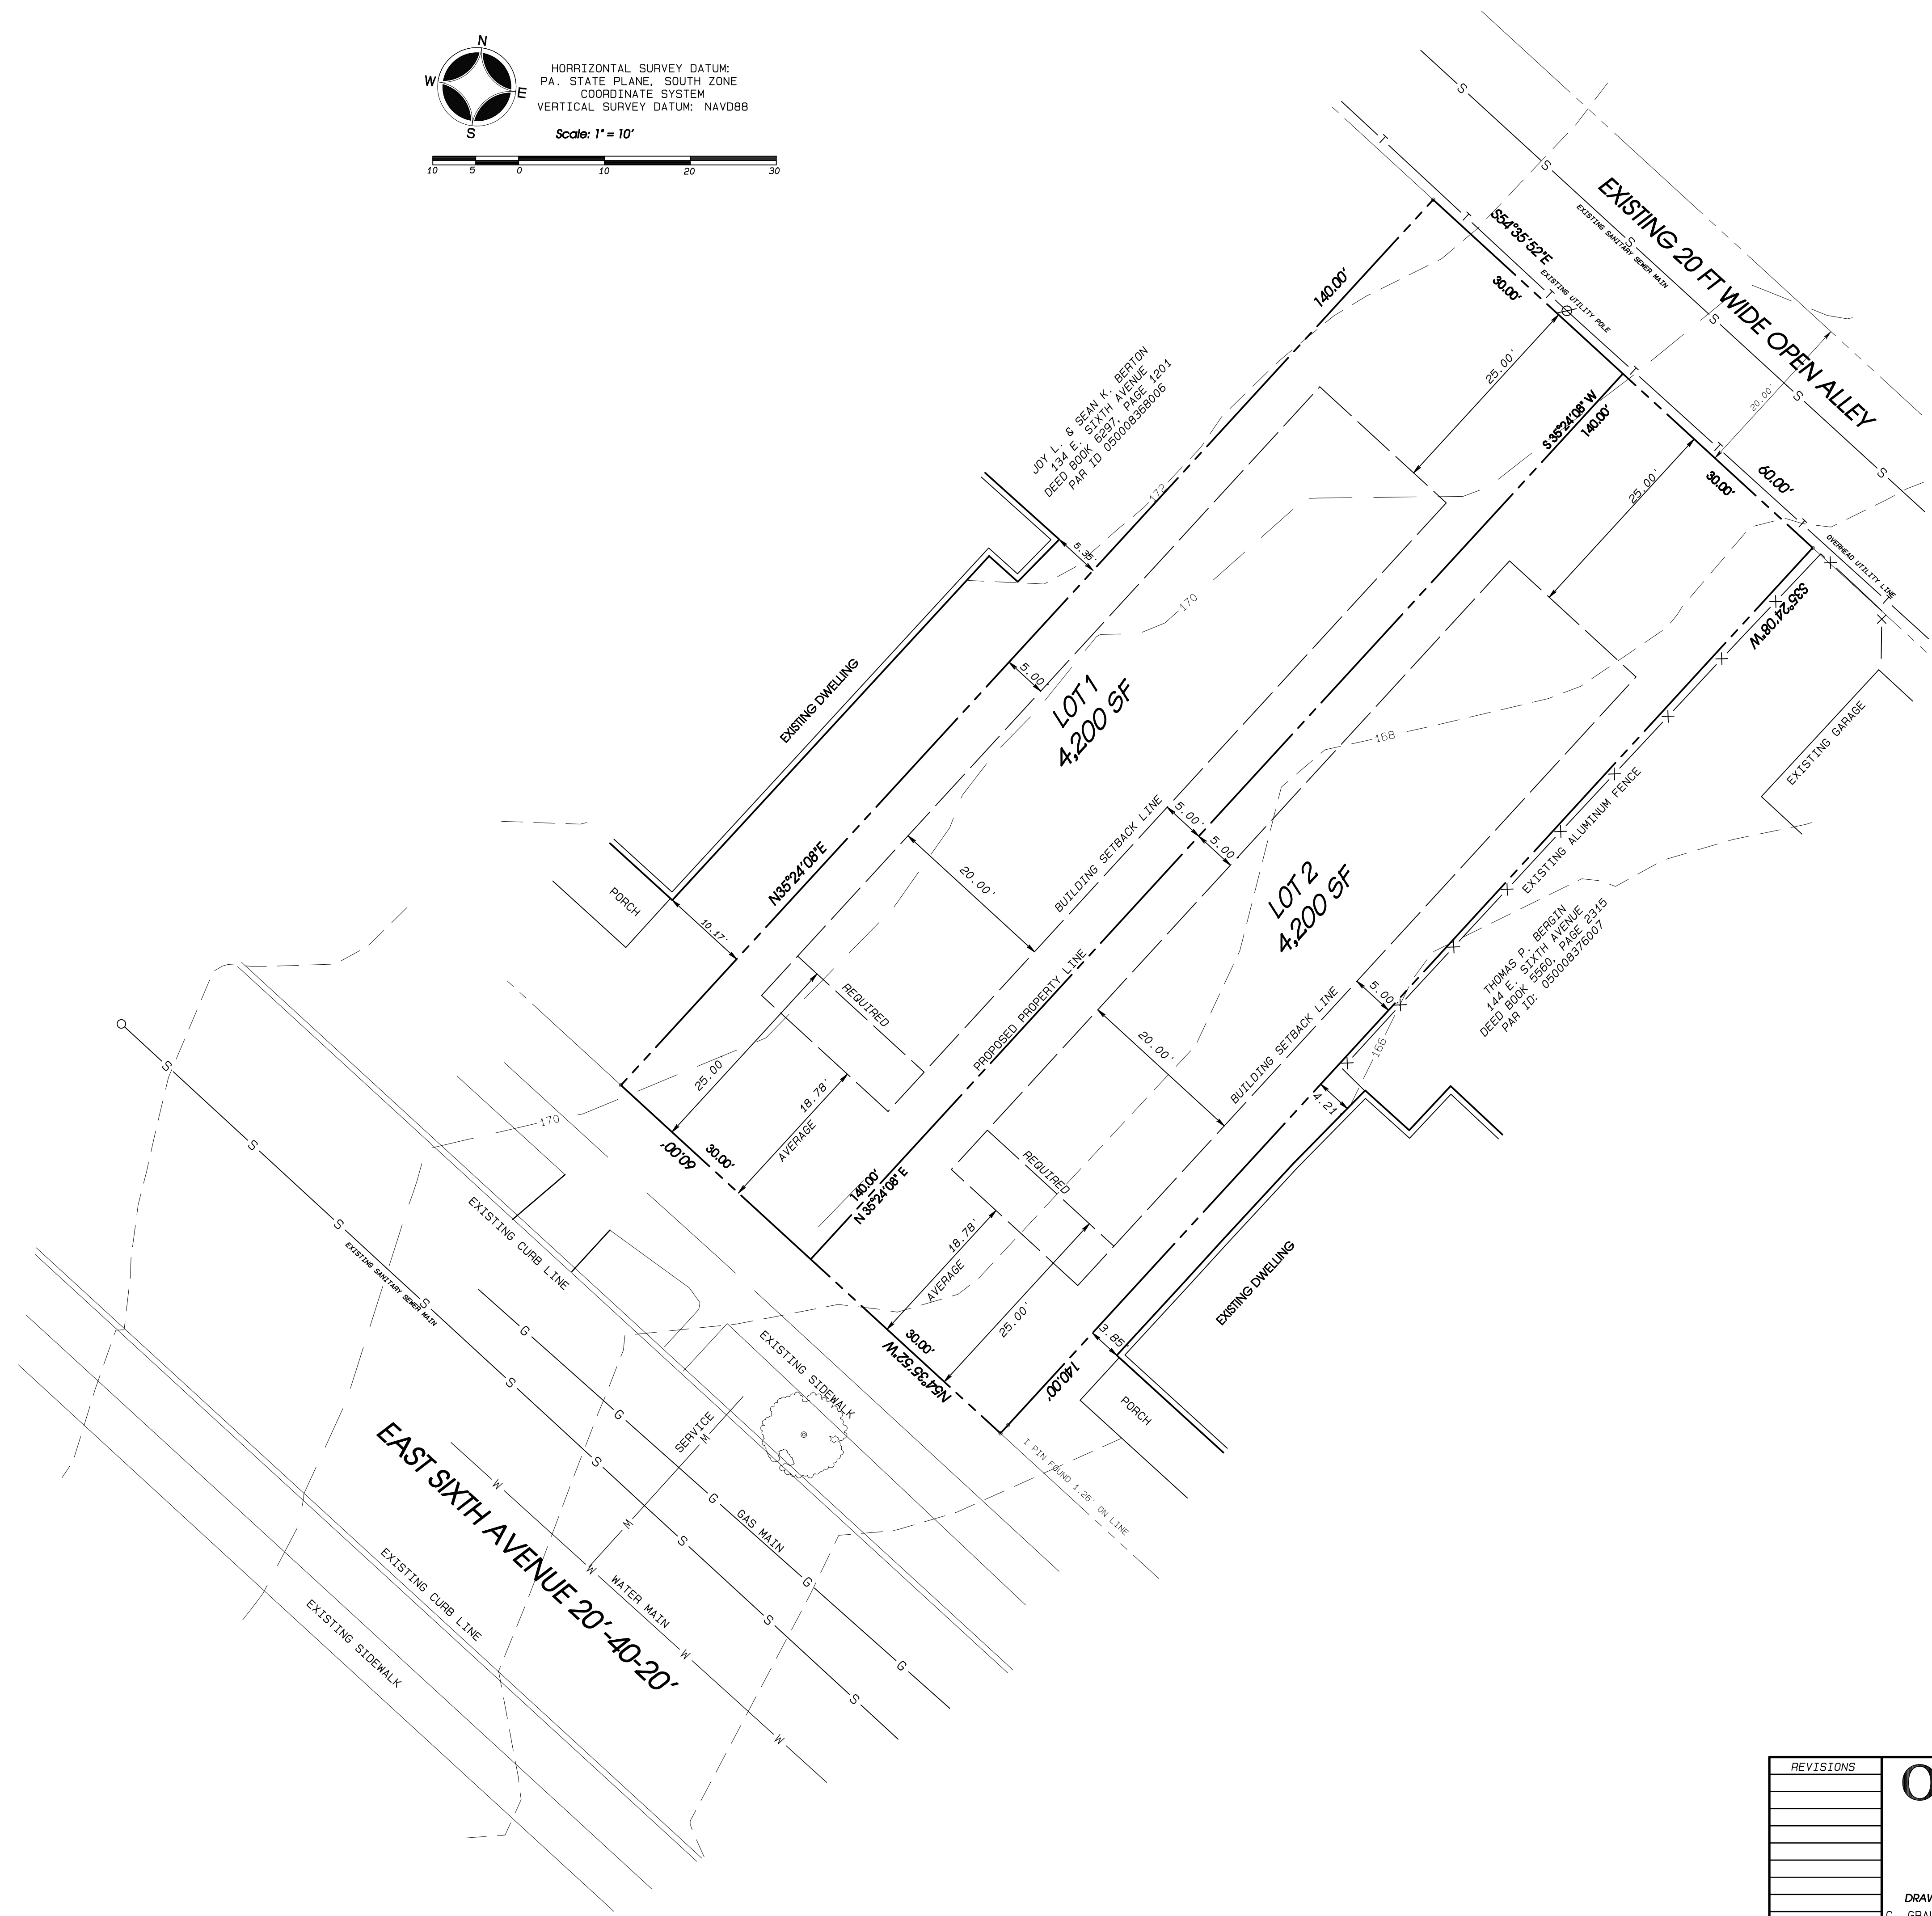 N
W
E
S
HORRIZONTAL SURVEY DATUM:
PA. STATE PLANE, SOUTH ZONE
COORDINATE SYSTEM
VERTICAL SURVEY DATUM: NAVD88
Scale: 1" = 10'
10 5 0 10 20 30
S
S
S
S
S
S
EXISTING 20 FT WIDE OPEN ALLEY
EXISTING SANITARY SEWER MAIN
20.00'
T
T
T
T
T
T
T
S54°35'52"E
30.00'
EXISTING UTILITY POLE
140.00'
25.00'
S 35°24'08" W
140.00'
25.00'
60.00'
30.00'
OVERHEAD UTILITY LINE
S35°24'08"W
JOY L. & SEAN K. BERTON
134 E. SIXTH AVENUE
DEED BOOK 6297, PAGE 1201
PAR ID 050008368006
172
5.35'
170
EXISTING DWELLING
5.00'
LOT 1
4,200 SF
168
EXISTING GARAGE
EXISTING ALUMINUM FENCE
N35°24'08"E
BUILDING SETBACK LINE
5.00'
5.00'
LOT 2
4,200 SF
20.00'
PORCH
10.17'
THOMAS P. BERGIN
144 E. SIXTH AVENUE
DEED BOOK 5560, PAGE 2315
PAR ID: 050008376007
REQUIRED
PROPOSED PROPERTY LINE
5.00'
BUILDING SETBACK LINE
20.00'
166
4.21'
25.00'
18.78'
AVERAGE
170
60.00'
30.00'
140.00'
N 35°24'08" E
REQUIRED
18.78'
AVERAGE
25.00'
EXISTING DWELLING
30.00'
N54°35'52"W
3.85'
140.00'
PORCH
I PIN FOUND 1.26' ON LINE
EXISTING CURB LINE
EXISTING SANITARY SEWER MAIN
S
S
S
S
S
S
S
S
S
G
G
G
G
G
EXISTING SIDEWALK
SERVICE
W
W
GAS MAIN
W
W
W
W
WATER MAIN
EAST SIXTH AVENUE 20'-40-20'
EXISTING CURB LINE
EXISTING SIDEWALK
REVISIONS
O
DRAW